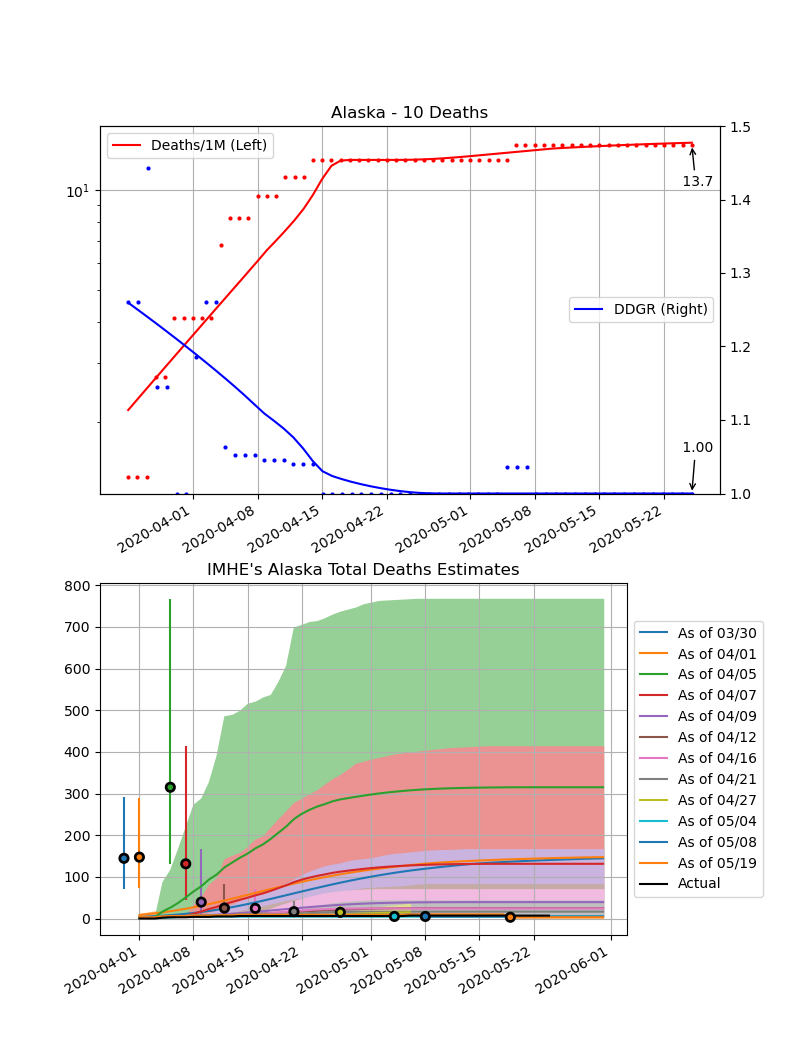 Alaska - 10 Deaths
Deaths/1M (Left)
DDGR (Right)
10^1
1.5
1.4
1.3
1.2
1.1
1.0
13.7
1.00
2020-04-01
2020-04-08
2020-04-15
2020-04-22
2020-05-01
2020-05-08
2020-05-15
2020-05-22
IMHE's Alaska Total Deaths Estimates
800
700
600
500
400
300
200
100
0
2020-04-01
2020-04-08
2020-04-15
2020-04-22
2020-05-01
2020-05-08
2020-05-15
2020-05-22
2020-06-01
As of 03/30
As of 04/01
As of 04/05
As of 04/07
As of 04/09
As of 04/12
As of 04/16
As of 04/21
As of 04/27
As of 05/04
As of 05/08
As of 05/19
Actual